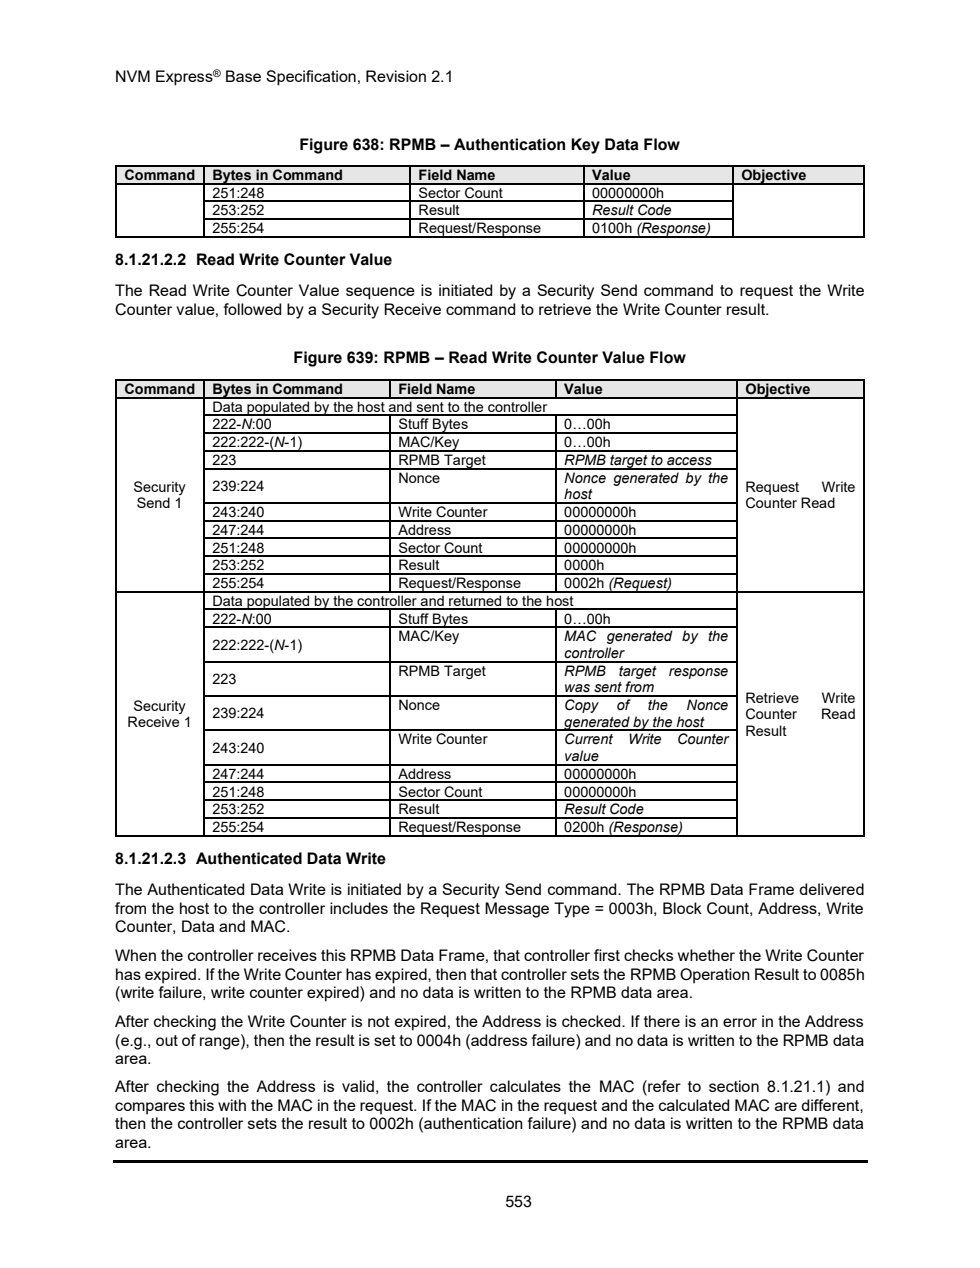 NVM Express® Base Specification, Revision 2.1
Figure 638: RPMB – Authentication Key Data Flow
Command Bytes in Command Field Name Value Objective
251:248 Sector Count 00000000h
253:252 Result Result Code
255:254 Request/Response 0100h (Response)
8.1.21.2.2 Read Write Counter Value
The Read Write Counter Value sequence is initiated by a Security Send command to request the Write
Counter value, followed by a Security Receive command to retrieve the Write Counter result.
Figure 639: RPMB – Read Write Counter Value Flow
Command Bytes in Command Field Name Value Objective
Security
Send 1
Data populated by the host and sent to the controller
222-N:00 Stuff Bytes 0…00h
222:222-(N-1) MAC/Key 0…00h
223 RPMB Target RPMB target to access
239:224 Nonce Nonce generated by the
host
243:240 Write Counter 00000000h
247:244 Address 00000000h
251:248 Sector Count 00000000h
253:252 Result 0000h
255:254 Request/Response 0002h (Request)
Request Write
Counter Read
Security
Receive 1
Data populated by the controller and returned to the host
222-N:00 Stuff Bytes 0…00h
222:222-(N-1) MAC/Key MAC generated by the
controller
223 RPMB Target RPMB target response
was sent from
239:224 Nonce Copy of the Nonce
generated by the host
243:240 Write Counter Current Write Counter
value
247:244 Address 00000000h
251:248 Sector Count 00000000h
253:252 Result Result Code
255:254 Request/Response 0200h (Response)
Retrieve Write
Counter Read
Result
8.1.21.2.3 Authenticated Data Write
The Authenticated Data Write is initiated by a Security Send command. The RPMB Data Frame delivered
from the host to the controller includes the Request Message Type = 0003h, Block Count, Address, Write
Counter, Data and MAC.
When the controller receives this RPMB Data Frame, that controller first checks whether the Write Counter
has expired. If the Write Counter has expired, then that controller sets the RPMB Operation Result to 0085h
(write failure, write counter expired) and no data is written to the RPMB data area.
After checking the Write Counter is not expired, the Address is checked. If there is an error in the Address
(e.g., out of range), then the result is set to 0004h (address failure) and no data is written to the RPMB data
area.
After checking the Address is valid, the controller calculates the MAC (refer to section 8.1.21.1) and
compares this with the MAC in the request. If the MAC in the request and the calculated MAC are different,
then the controller sets the result to 0002h (authentication failure) and no data is written to the RPMB data
area.
553